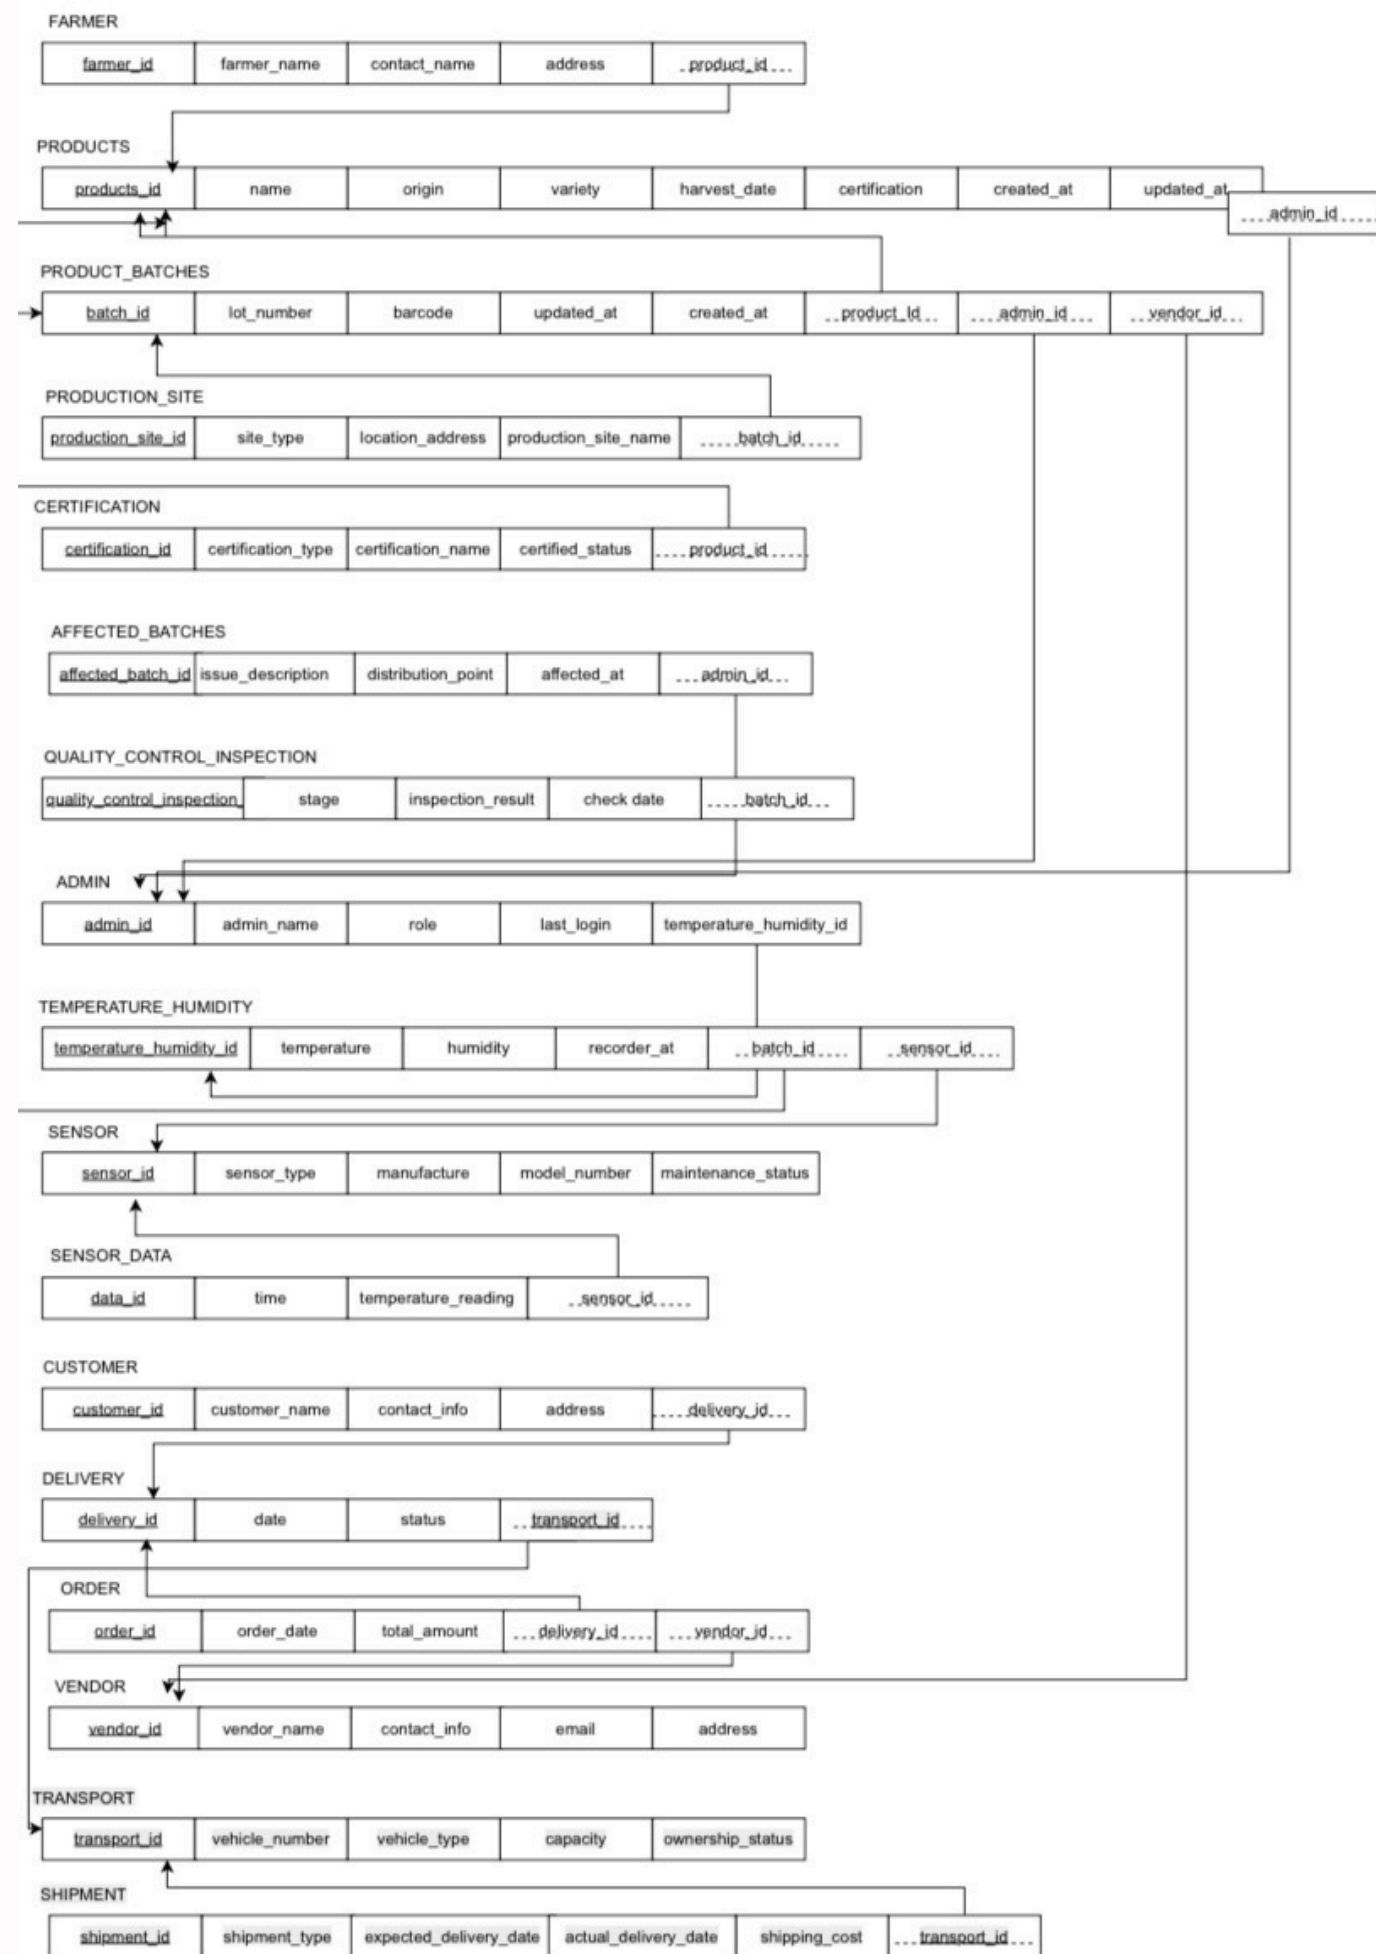 FARMER
farmer_id farmer_name contact_name address product_id
PRODUCTS
products_id name origin variety harvest_date certification created_at updated_at
admin_id
PRODUCT_BATCHES
batch_id lot_number barcode updated_at created_at product_Id admin_id vendor_id
PRODUCTION_SITE
production_site_id site_type location_address production_site_name batch_id
CERTIFICATION
certification_id certification_type certification_name certified_status product_id
AFFECTED_BATCHES
affected_batch_id issue_description distribution_point affected_at admin_id
QUALITY_CONTROL_INSPECTION
quality_control_inspection_ stage inspection_result check date batch_id
ADMIN
admin_id admin_name role last_login temperature_humidity_id
TEMPERATURE_HUMIDITY
temperature_humidity_id temperature humidity recorder_at batch_id sensor_id
SENSOR
sensor_id sensor_type manufacture model_number maintenance_status
SENSOR_DATA
data_id time temperature_reading sensor_id
CUSTOMER
customer_id customer_name contact_info address delivery_id
DELIVERY
delivery_id date status transport_id
ORDER
order_id order_date total_amount delivery_id vendor_id
VENDOR
vendor_id vendor_name contact_info email address
TRANSPORT
transport_id vehicle_number vehicle_type capacity ownership_status
SHIPMENT
shipment_id shipment_type expected_delivery_date actual_delivery_date shipping_cost transport_id